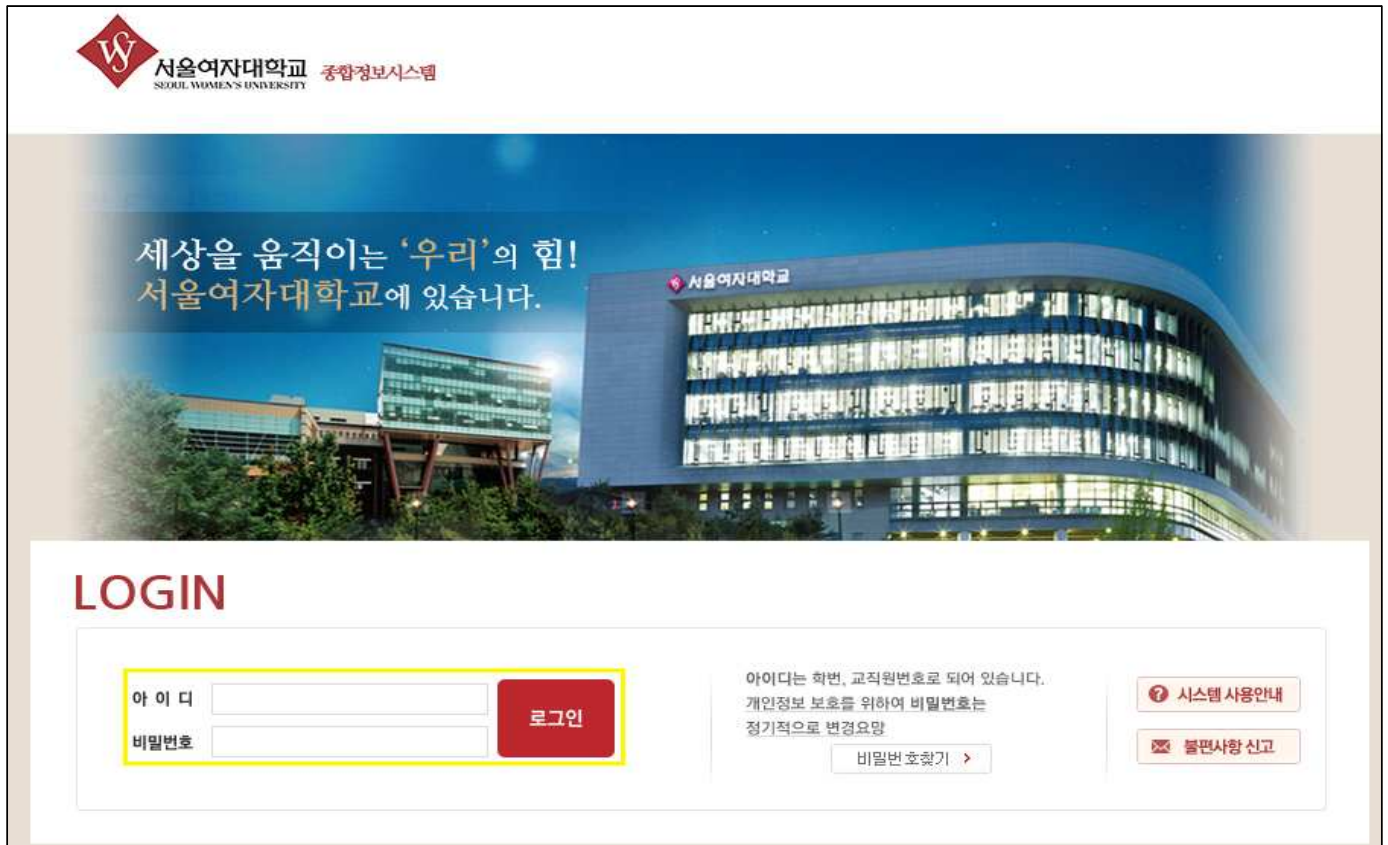 서울여자대학교 종합정보시스템
SEOUL WOMEN'S UNIVERSITY
세상을 움직이는 '우리'의 힘!
서울여자대학교에 있습니다.
서울여자대학교
LOGIN
아 이 디
비밀번호
로그인
아이디는 학번, 교직원번호로 되어 있습니다.
개인정보 보호를 위하여 비밀번호는
정기적으로 변경요망
비밀번호찾기
시스템 사용안내
불편사항 신고